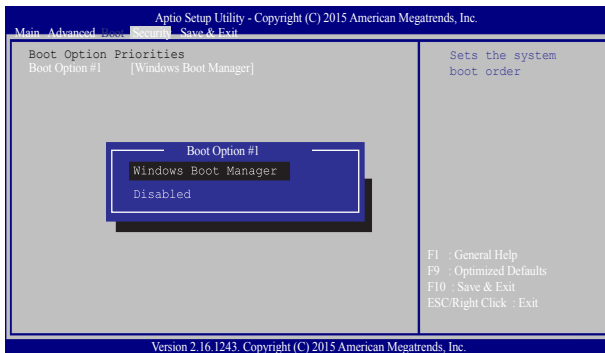 Aptio Setup Utility - Copyright (C) 2015 American Megatrends, Inc.
Main Advanced Boot Security Save & Exit
Boot Option Priorities
Boot Option #1 [Windows Boot Manager]
Sets the system
boot order
Boot Option #1
Windows Boot Manager
Disabled
F1 : General Help
F9 : Optimized Defaults
F10 : Save & Exit
ESC/Right Click : Exit
Version 2.16.1243. Copyright (C) 2015 American Megatrends, Inc.